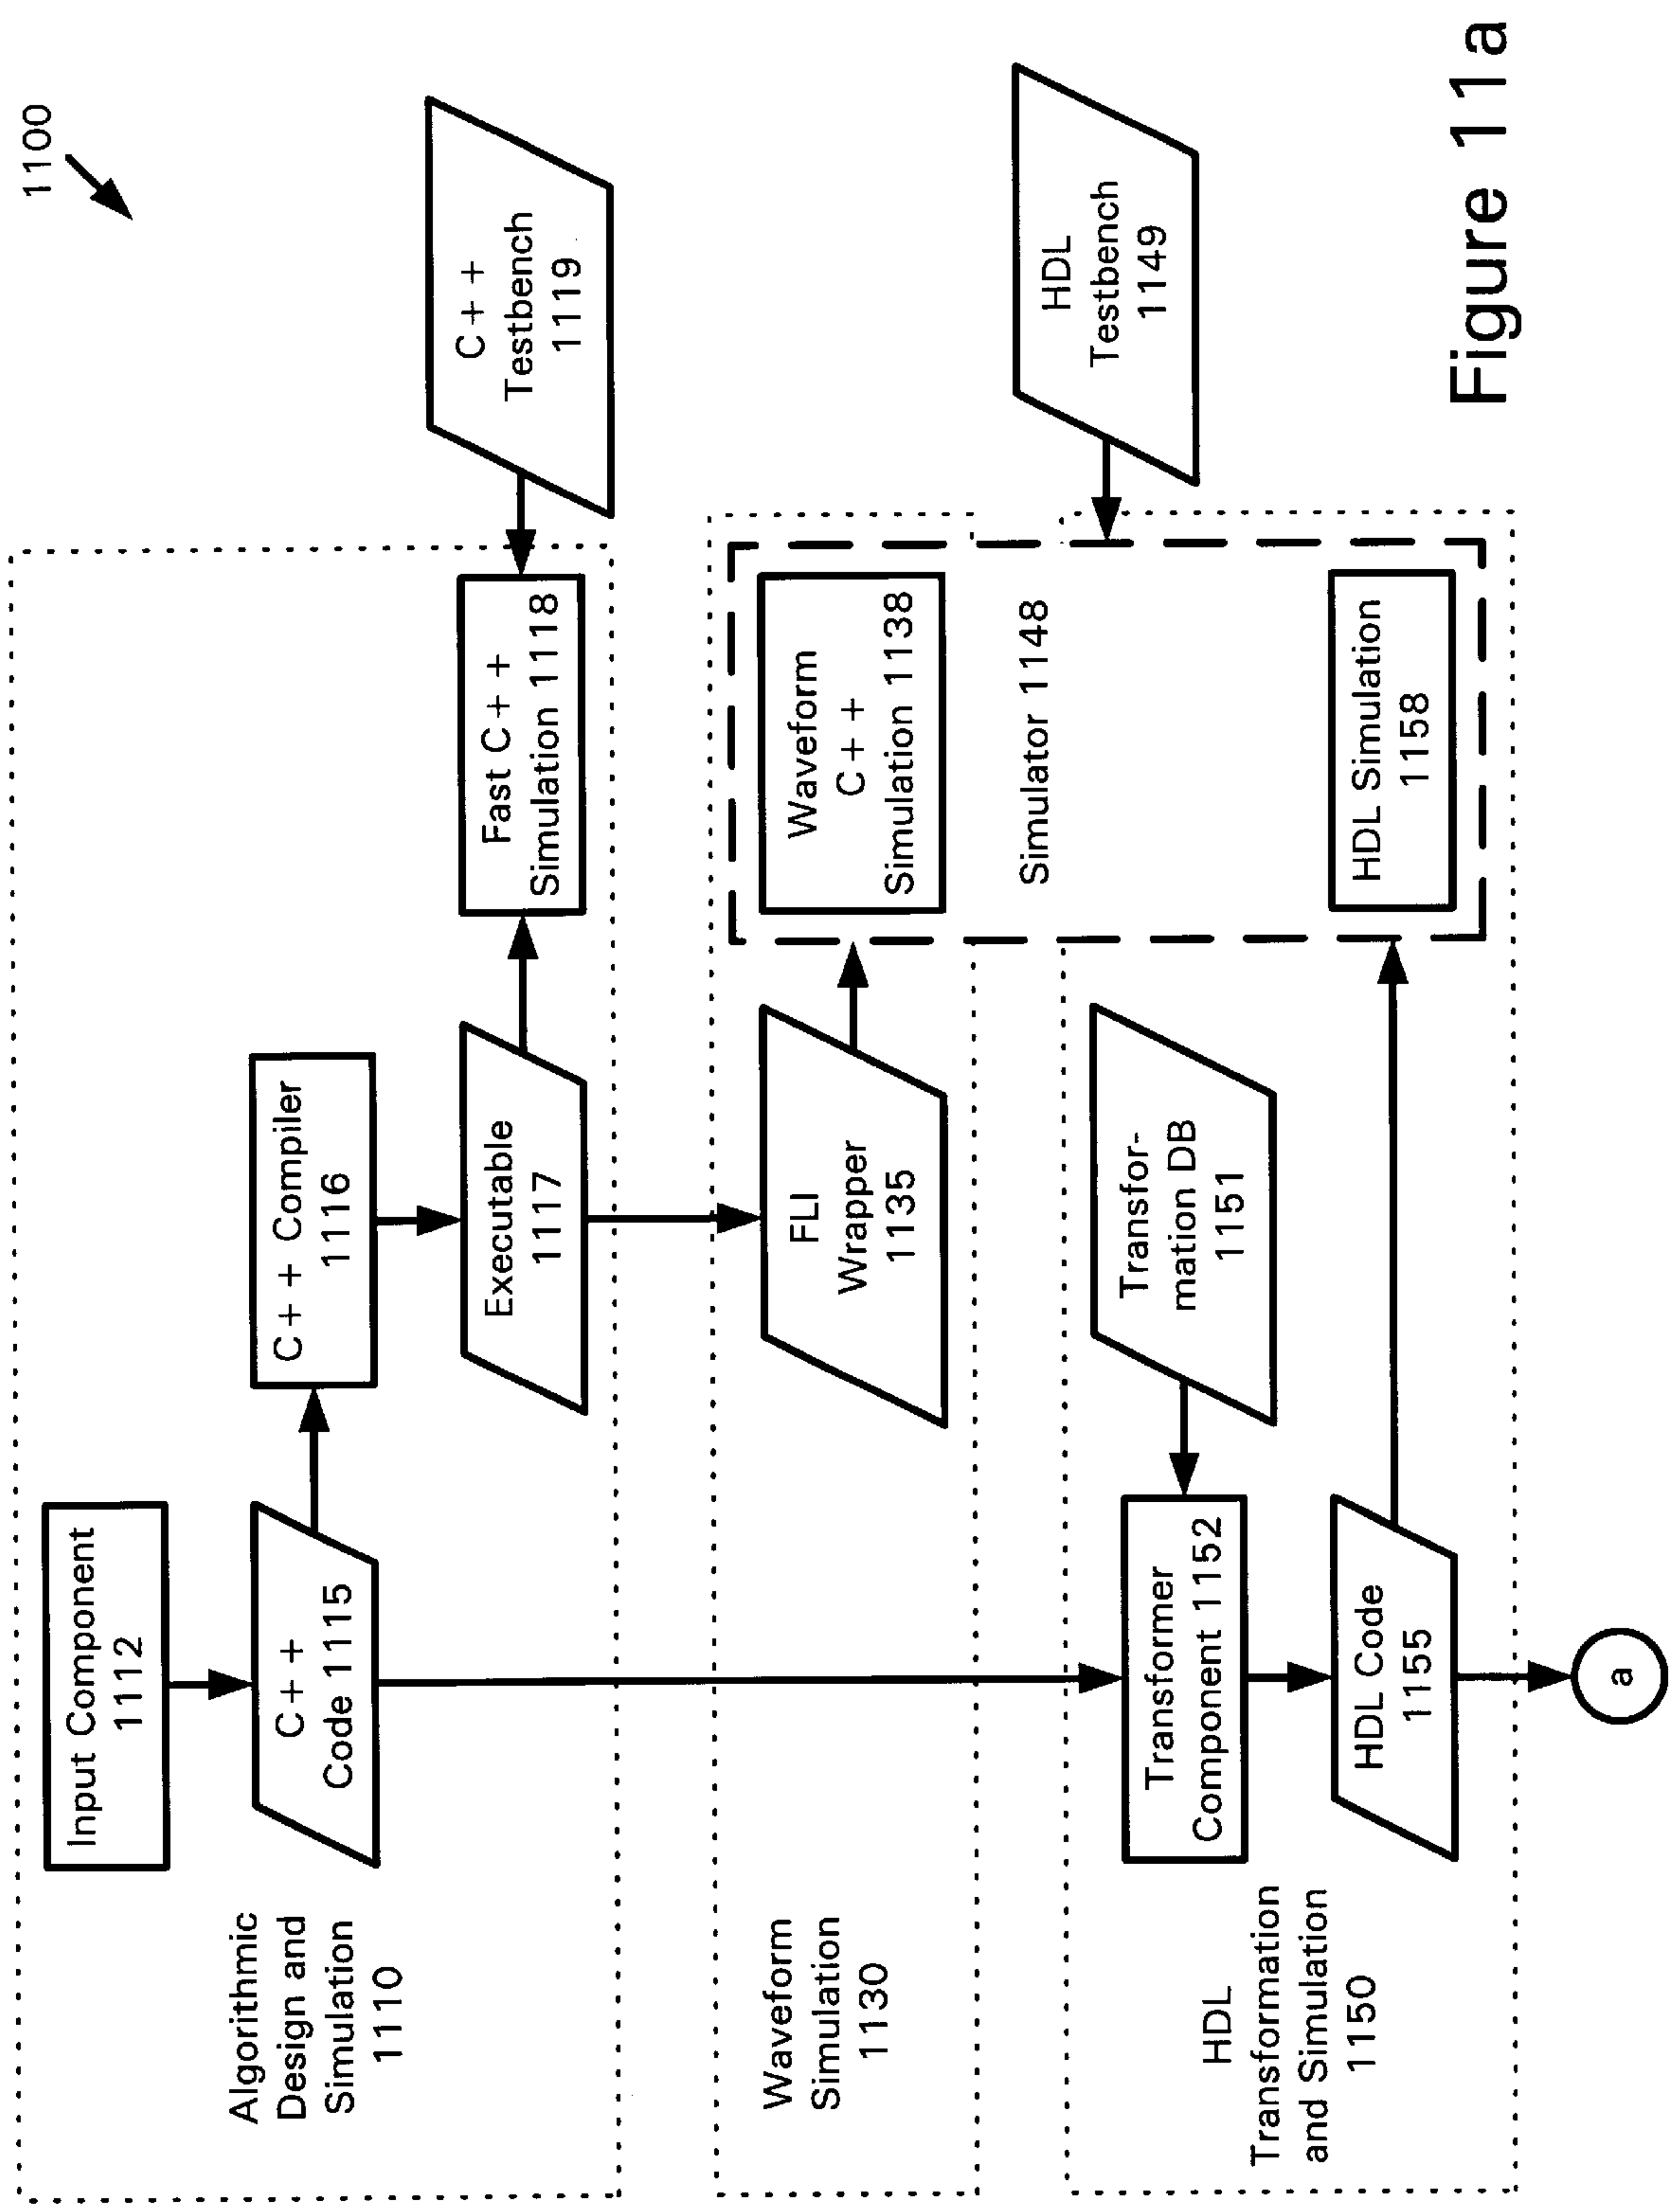 1100
Input Component
1112
Algorithmic
Design and
Simulation
1110
C++
Code 1115
C++ Compiler
1116
Executable
1117
Fast C++
Simulation 1118
C++
Testbench
1119
Waveform
Simulation
1130
FLI
Wrapper
1135
Waveform
C++
Simulation 1138
Simulator 1148
HDL
Testbench
1149
HDL
Transformation
and Simulation
1150
Transformer
Component 1152
Transfor-
mation DB
1151
HDL Code
1155
HDL Simulation
1158
a
Figure 11a